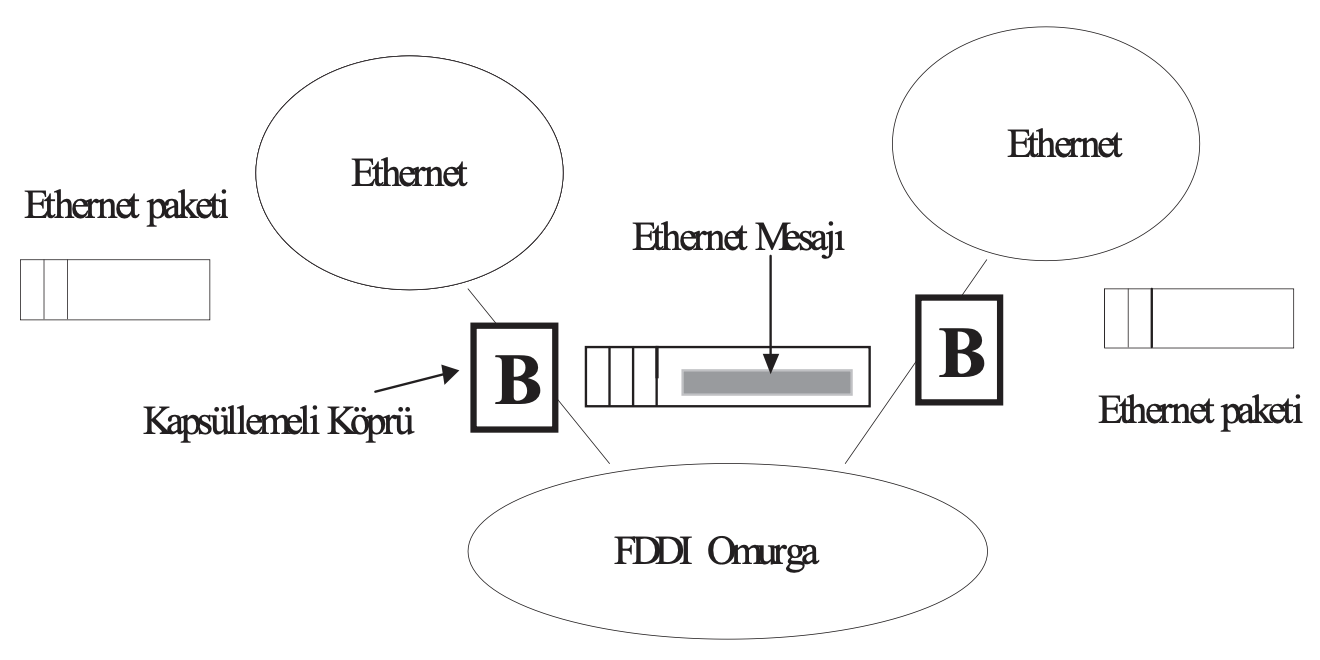 Ethernet
Ethernet
Ethernet paketi
Ethernet Mesajı
B
B
Kapsüllemeli Köprü
Ethernet paketi
FDDI Omurga